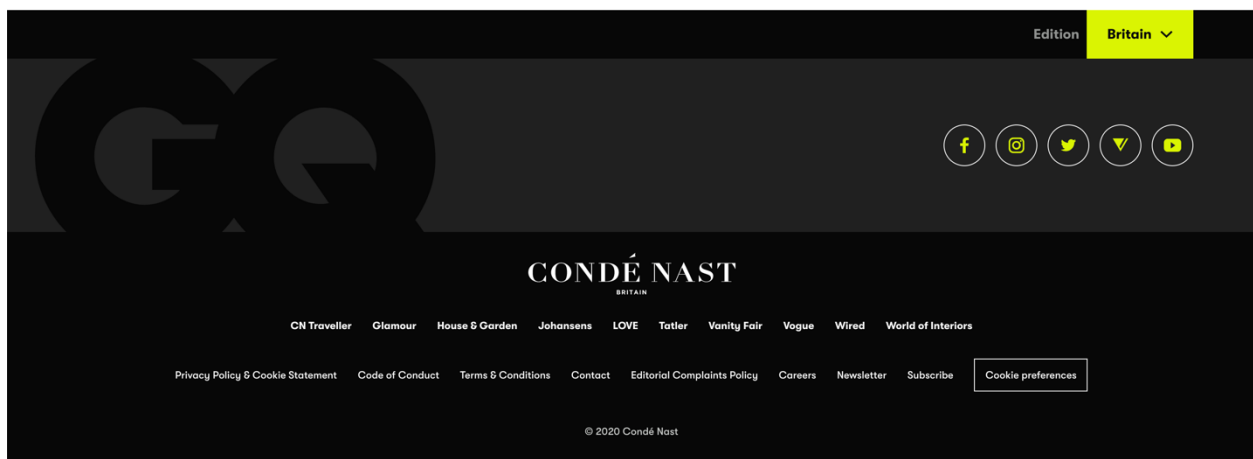 Edition Britain
GQ
CONDÉ NAST
BRITAIN
CN Traveller Glamour House & Garden Johansens LOVE Tatler Vanity Fair Vogue Wired World of Interiors
Privacy Policy & Cookie Statement Code of Conduct Terms & Conditions Contact Editorial Complaints Policy Careers Newsletter Subscribe Cookie preferences
© 2020 Condé Nast